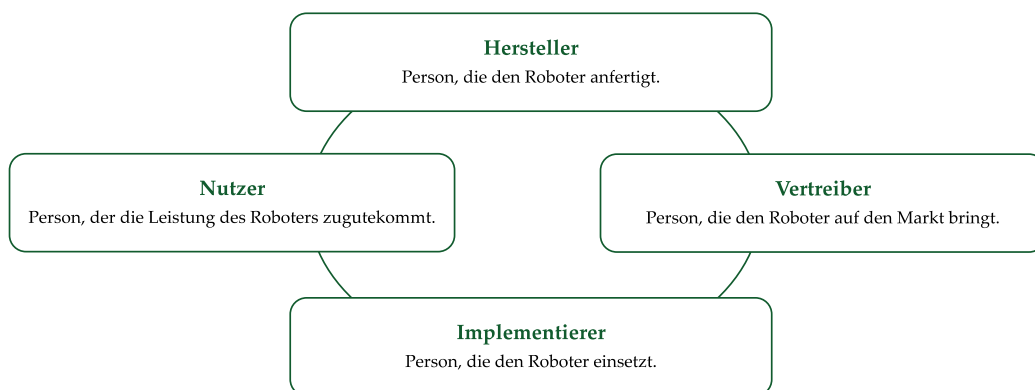 Hersteller
Person, die den Roboter anfertigt.
Nutzer
Person, der die Leistung des Roboters zugutekommt.
Vertreiber
Person, die den Roboter auf den Markt bringt.
Implementierer
Person, die den Roboter einsetzt.